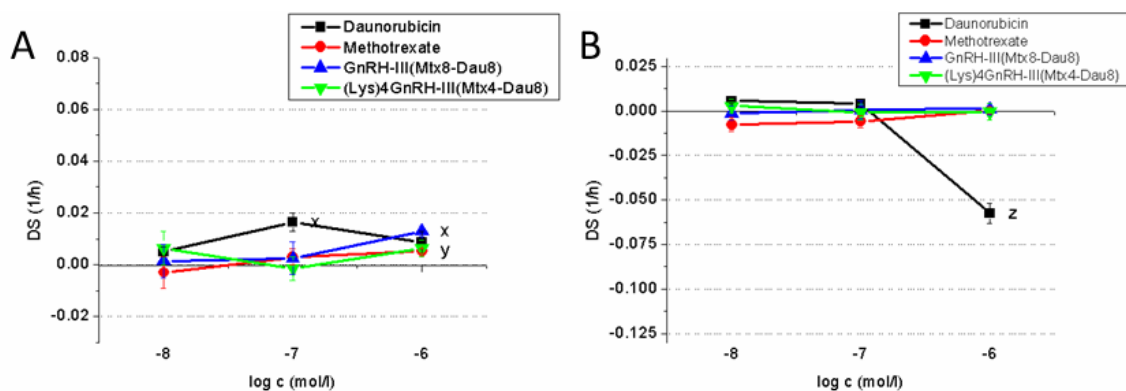 A
Daunorubicin
Methotrexate
GnRH-III(Mtx8-Dau8)
(Lys)4GnRH-III(Mtx4-Dau8)
DS (1/h)
0.08
0.06
0.04
0.02
0.00
-0.02
x
x
y
-8
-7
-6
log c (mol/l)
B
Daunorubicin
Methotrexate
GnRH-III(Mtx8-Dau8)
(Lys)4GnRH-III(Mtx4-Dau8)
DS (1/h)
0.025
0.000
-0.025
-0.050
-0.075
-0.100
-0.125
z
-8
-7
-6
log c (mol/l)